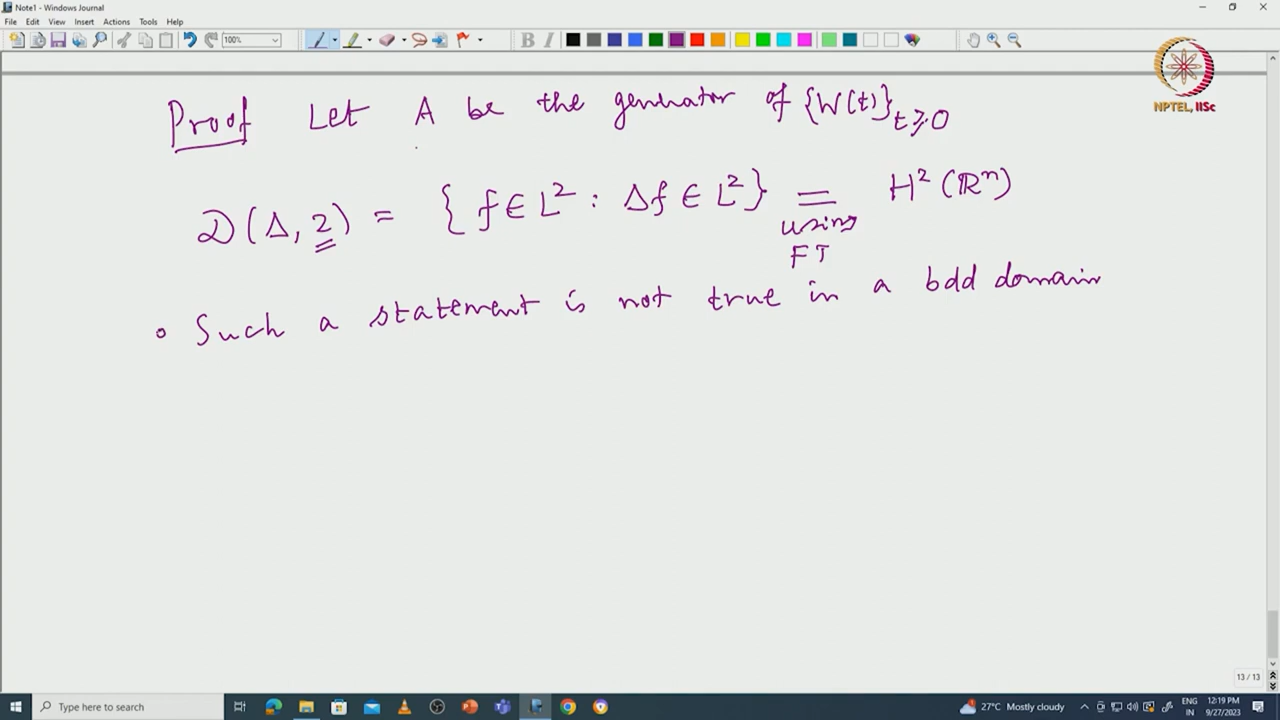 Note1 - Windows Journal
File Edit View Insert Actions Tools Help
100%
B I
NPTEL, IISc
Proof Let A be the generator of {W(t)}_{t≥0}
D(Δ, 2) = {f ∈ L² : Δf ∈ L²} = H²(ℝⁿ)
using
FT
• Such a statement is not true in a bdd domain
13 / 13
Type here to search
27°C Mostly cloudy
ENG
IN
12:19 PM
9/27/2023